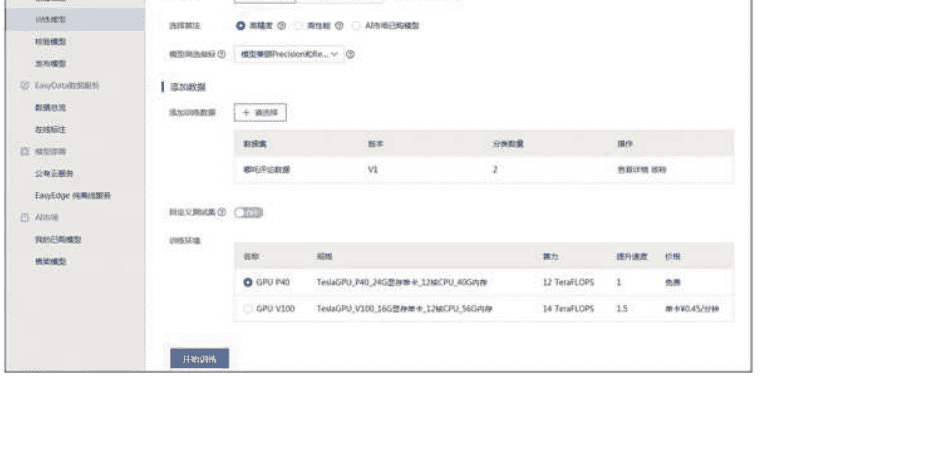 训练模型
校验模型
发布模型
EasyData数据服务
数据总览
在线标注
模型部署
公有云服务
EasyEdge 纯离线服务
AI市场
我的已购模型
售卖模型
选择算法 高精度 高性能 AI市场已购模型
模型筛选指标 模型兼顾Precision和Re...
添加数据
添加训练数据 + 请选择
数据集 版本 分类数量 操作
V1 2 查看详情
自定义测试集 OFF
训练环境
名称 规格 算力 提升速度 价格
GPU P40 TeslaGPU_P40_24G显存单卡_12核CPU_40G内存 12 TeraFLOPS 1 免费
GPU V100 TeslaGPU_V100_16G显存单卡_12核CPU_56G内存 14 TeraFLOPS 1.5 单卡¥0.45/分钟
开始训练